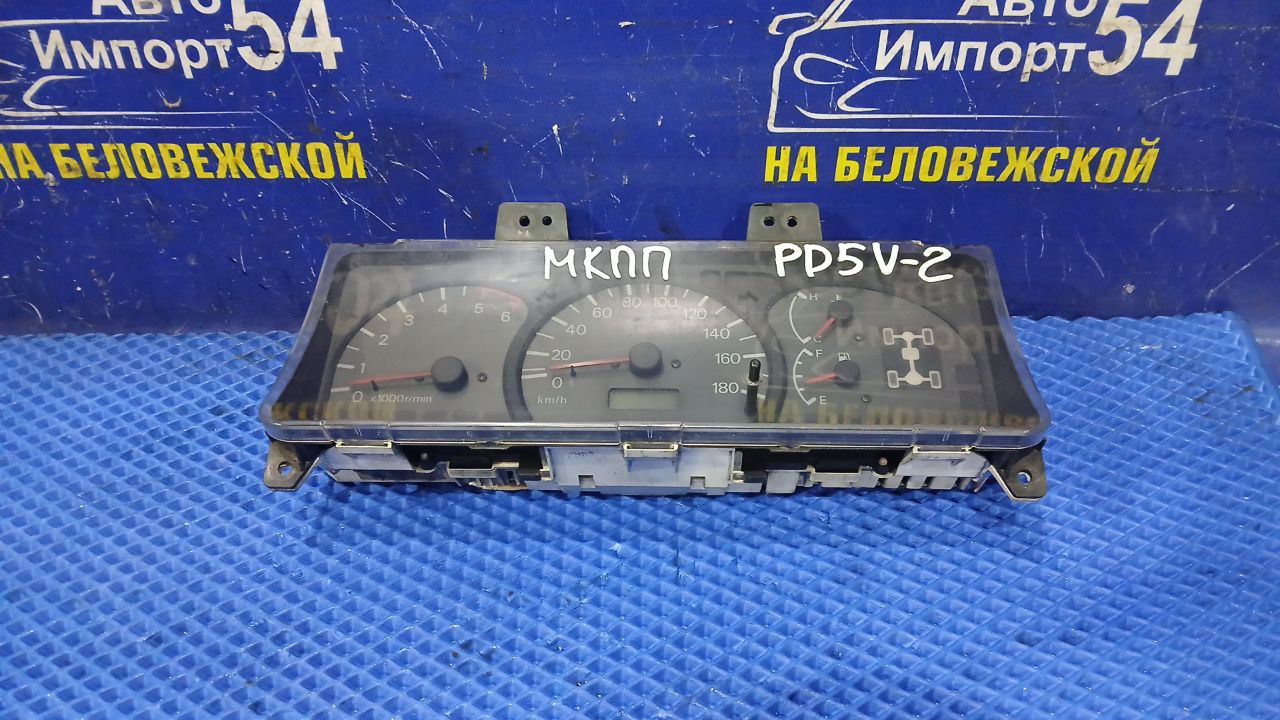 Авто
Импорт54
НА БЕЛОВЕЖСКОЙ
Авто
Импорт54
НА БЕЛОВЕЖСКОЙ
МКПП PD5V-2
0 1 2 3 4 5 6
x1000r/min
0 20 40 60 80 100 120 140 160 180
km/h
H
C
F
E